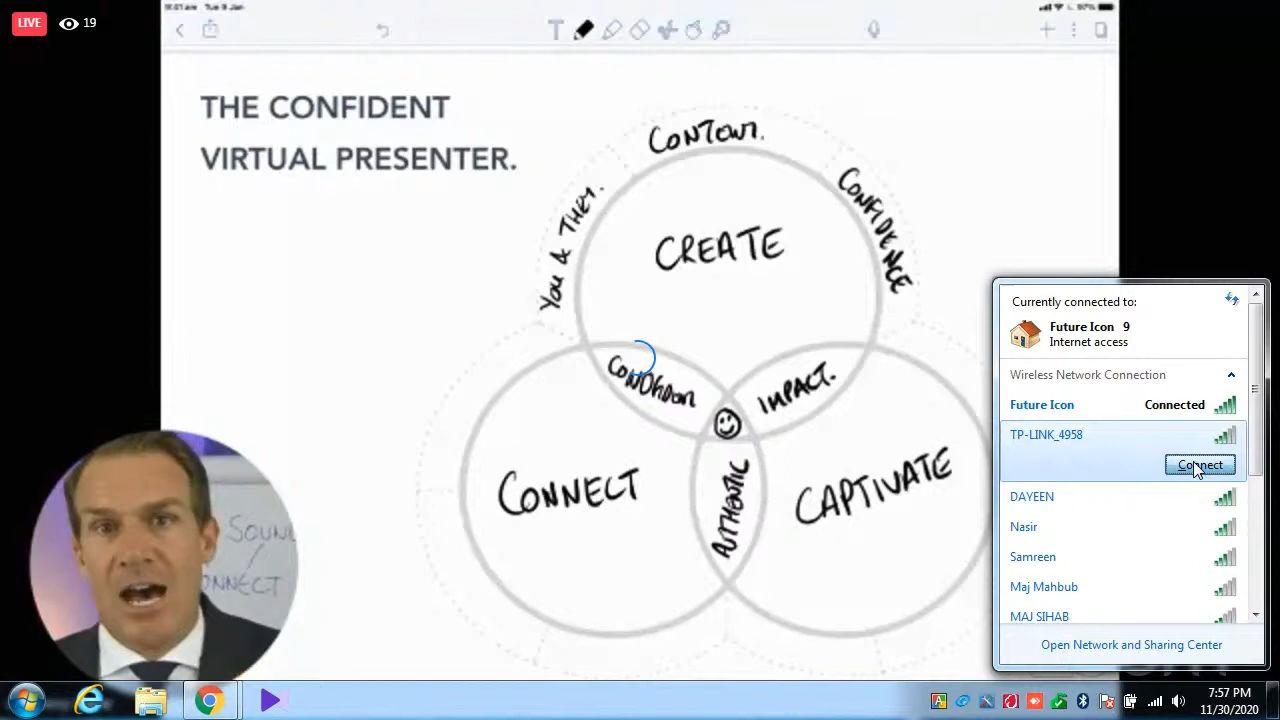 LIVE 19
THE CONFIDENT
VIRTUAL PRESENTER.
CONTENT.
YOU & THEY.
CONFIDENCE
CREATE
IMPACT.
CONNECT
AUTHENTIC
CAPTIVATE
SOUN
ONNECT
Currently connected to:
Future Icon 9
Internet access
Wireless Network Connection
Future Icon Connected
TP-LINK_4958
Connect
DAYEEN
Nasir
Samreen
Maj Mahbub
MAJ SIHAB
Open Network and Sharing Center
7:57 PM
11/30/2020